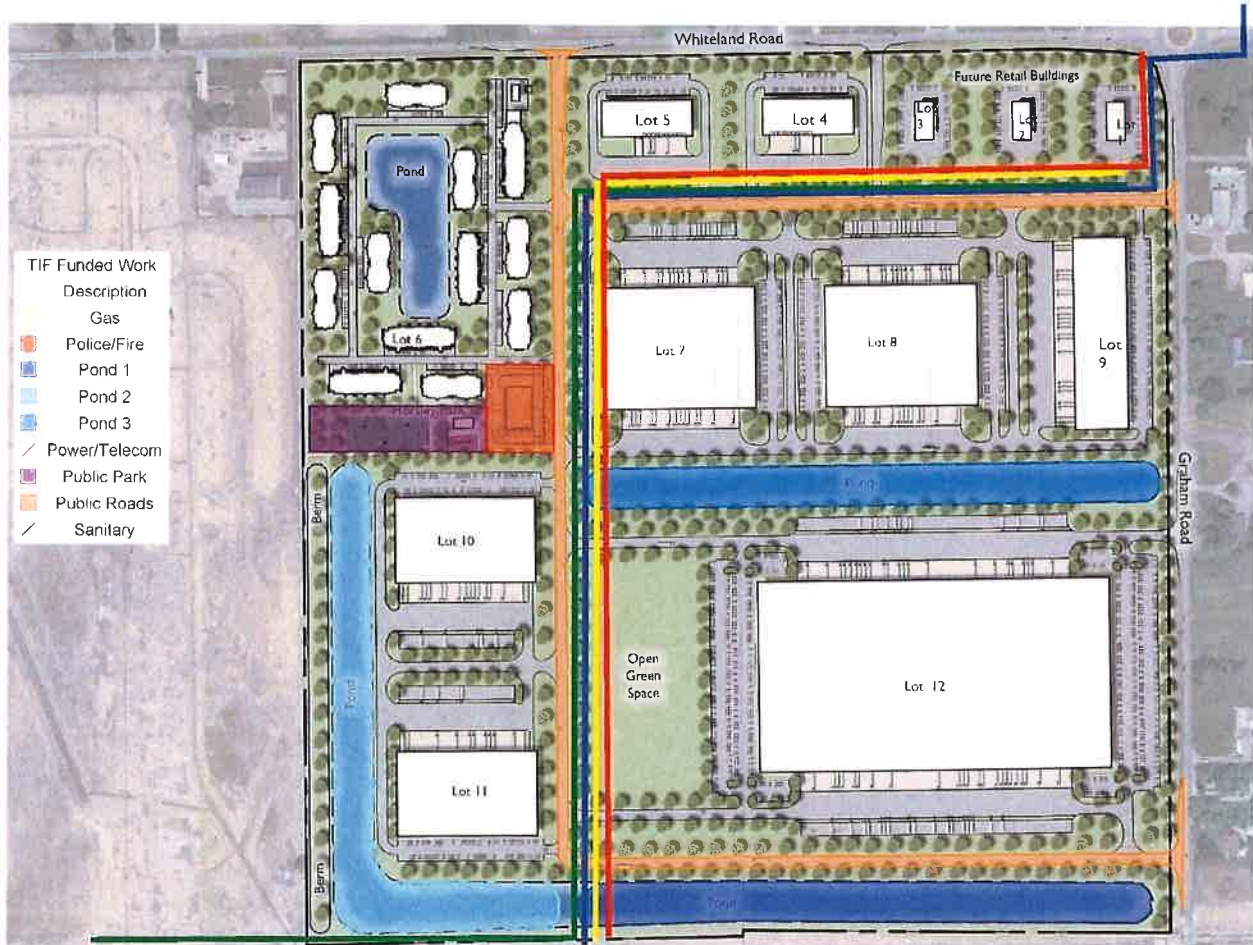 Whiteland Road
Future Retail Buildings
Lot 5
Lot 4
Lot
3
Lot
2
Lot
Pond
TIF Funded Work
Description
Gas
Police/Fire
Pond 1
Pond 2
Pond 3
Power/Telecom
Public Park
Public Roads
Sanitary
Lot 6
Lot 7
Lot 8
Lot
9
Graham Road
Berm
Pond
Lot 10
Pond
Open
Green
Space
Lot 12
Lot 11
Berm
Pond